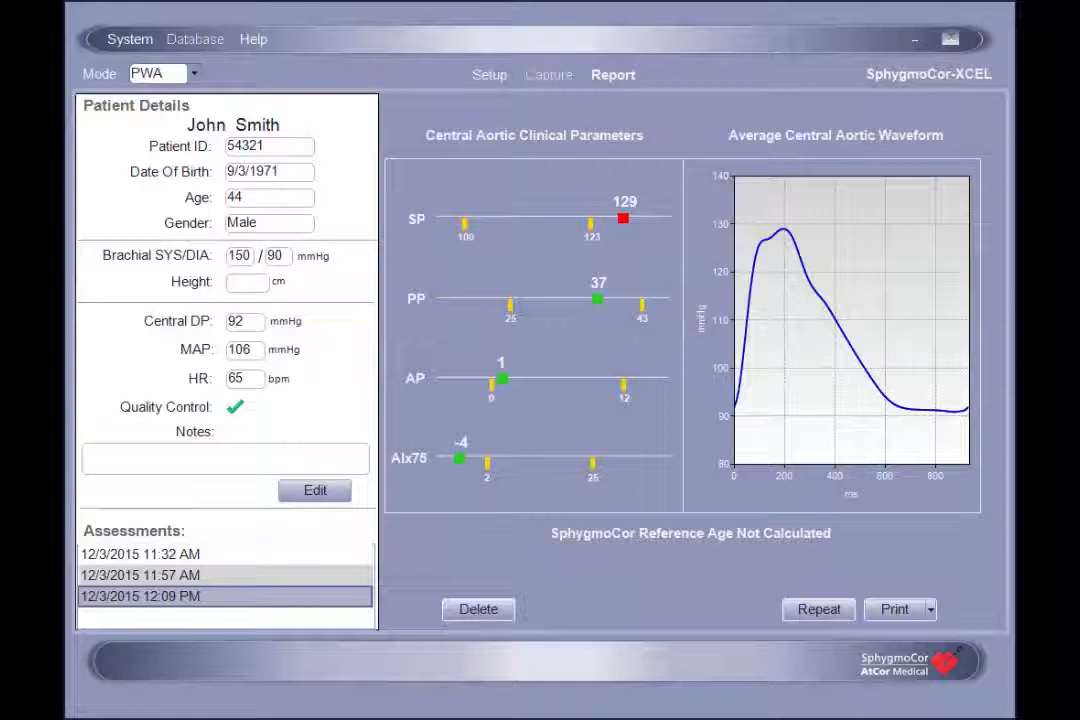 System Database Help
Mode PWA Setup Capture Report SphygmoCor-XCEL
Patient Details
John Smith
Patient ID: 54321
Date Of Birth: 9/3/1971
Age: 44
Gender: Male
Brachial SYS/DIA: 150 / 90 mmHg
Height: cm
Central DP: 92 mmHg
MAP: 106 mmHg
HR: 65 bpm
Quality Control:
Notes:
Edit
Assessments:
12/3/2015 11:32 AM
12/3/2015 11:57 AM
12/3/2015 12:09 PM
Central Aortic Clinical Parameters
129
SP
100 123
37
PP
25 43
1
AP
0 12
-4
AIx75
2 25
Average Central Aortic Waveform
140
130
120
110
100
90
80
mmHg
0 200 400 600 800
ms
SphygmoCor Reference Age Not Calculated
Delete Repeat Print
SphygmoCor
AtCor Medical